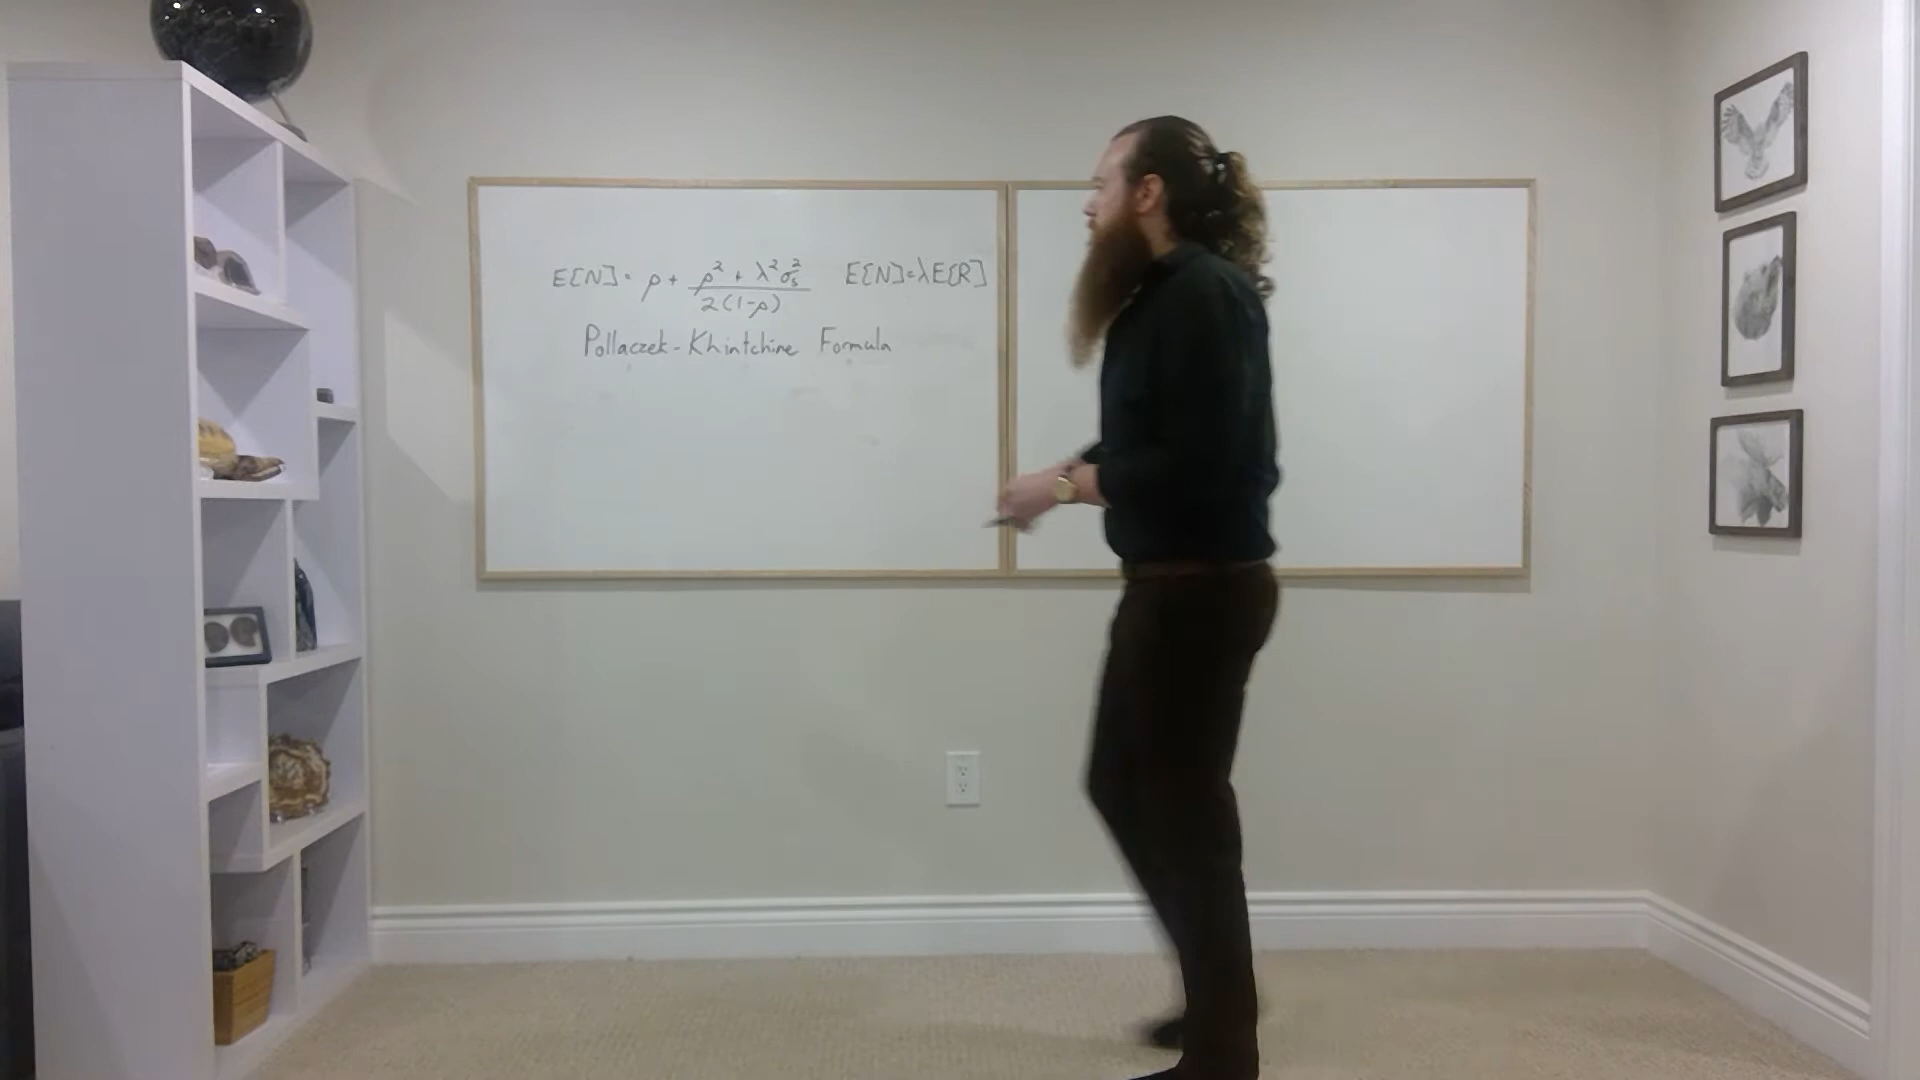 E[N] = ρ + (ρ² + λ²σₛ²) / 2(1-ρ) E[N] = λE[R]
Pollaczek-Khintchine Formula